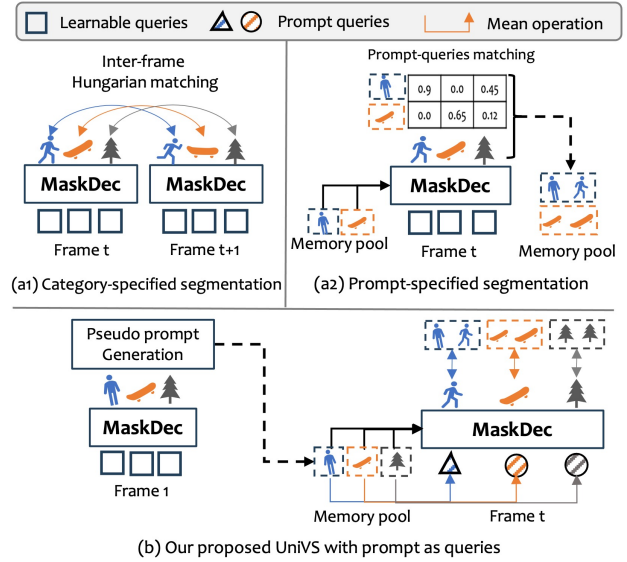 Learnable queries
Prompt queries
Mean operation
Inter-frame
Hungarian matching
MaskDec
MaskDec
Frame t
Frame t+1
(a1) Category-specified segmentation
Prompt-queries matching
0.9 0.0 0.45
0.0 0.65 0.12
MaskDec
Memory pool
Frame t
Memory pool
(a2) Prompt-specified segmentation
Pseudo prompt
Generation
MaskDec
Frame 1
MaskDec
Memory pool
Frame t
(b) Our proposed UniVS with prompt as queries